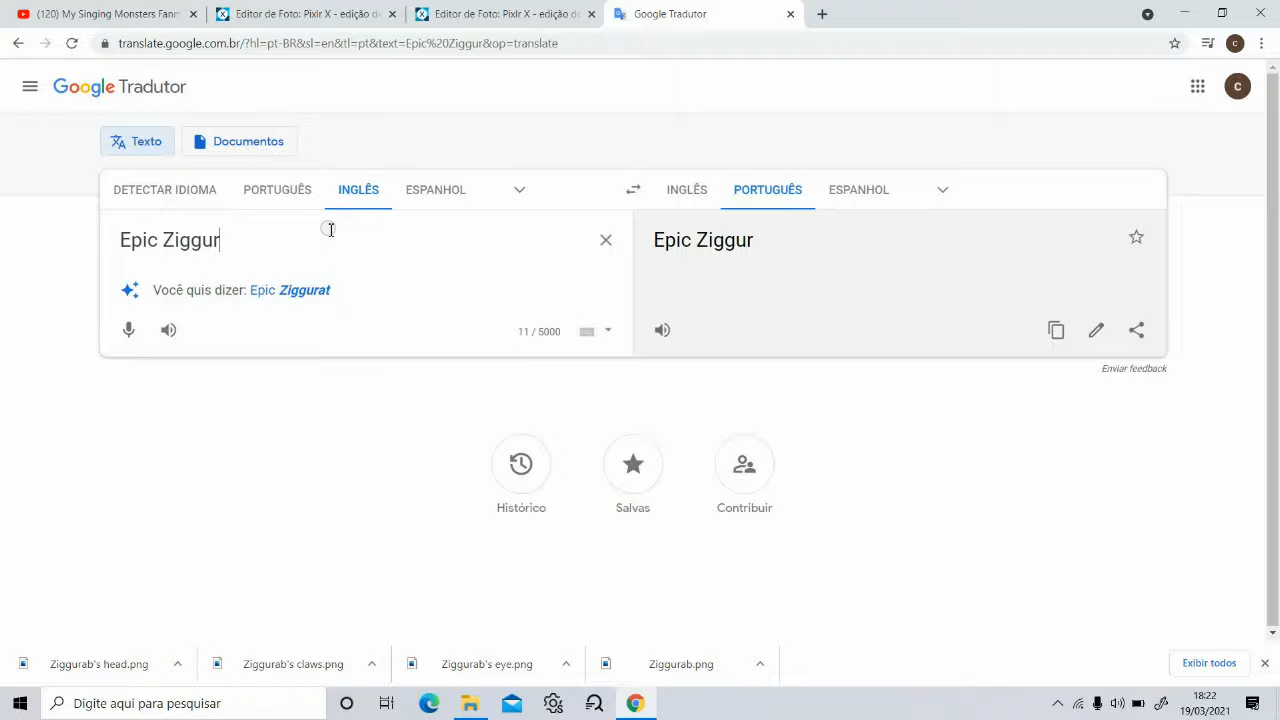 (120) My Singing Monsters Fanm
Editor de Foto: Pixlr X - edição de
Editor de Foto: Pixlr X - edição de
Google Tradutor
translate.google.com.br/?hl=pt-BR&sl=en&tl=pt&text=Epic%20Ziggur&op=translate
c
Google Tradutor
c
Texto
Documentos
DETECTAR IDIOMA PORTUGUÊS INGLÊS ESPANHOL
INGLÊS PORTUGUÊS ESPANHOL
Epic Ziggur
Epic Ziggur
Você quis dizer: Epic Ziggurat
11 / 5000
Enviar feedback
Histórico
Salvas
Contribuir
Ziggurab's head.png
Ziggurab's claws.png
Ziggurab's eye.png
Ziggurab.png
Exibir todos
Digite aqui para pesquisar
18:22
19/03/2021